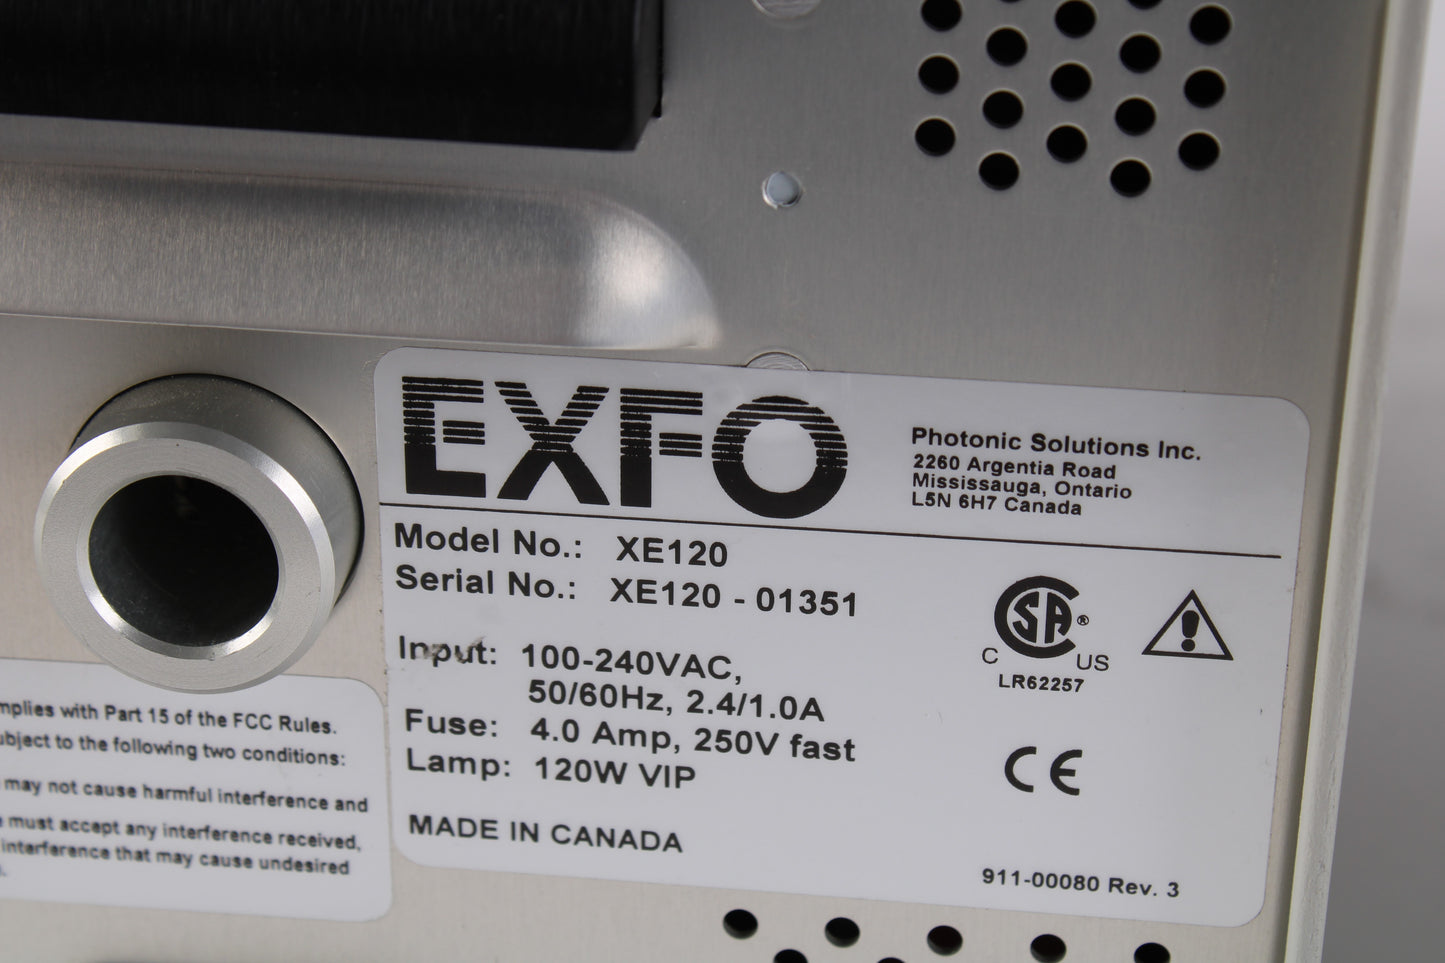 EXFO
Photonic Solutions Inc.
2260 Argentia Road
Mississauga, Ontario
L5N 6H7 Canada
Model No.: XE120
Serial No.: XE120 - 01351
Input: 100-240VAC,
50/60Hz, 2.4/1.0A
Fuse: 4.0 Amp, 250V fast
Lamp: 120W VIP
MADE IN CANADA
CSA ®
C US
LR62257
CE
911-00080 Rev. 3
with Part 15 of the FCC Rules.
to the following two conditions:
may not cause harmful interference and
must accept any interference received,
interference that may cause undesired